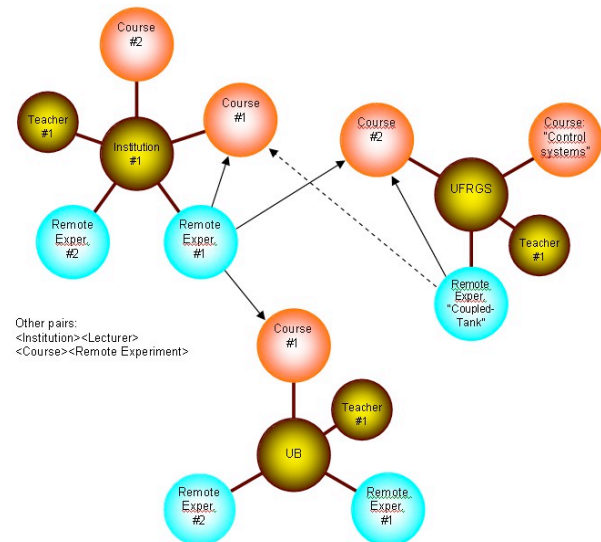 Course
#2
Teacher
#1
Institution
#1
Course
#1
Remote
Exper.
#2
Remote
Exper.
#1
Course
#2
Course:
"Control
systems"
UFRGS
Teacher
#1
Remote
Exper.
"Coupled-
Tank"
Other pairs:
<Institution><Lecturer>
<Course><Remote Experiment>
Course
#1
Teacher
#1
UB
Remote
Exper.
#2
Remote
Exper.
#1